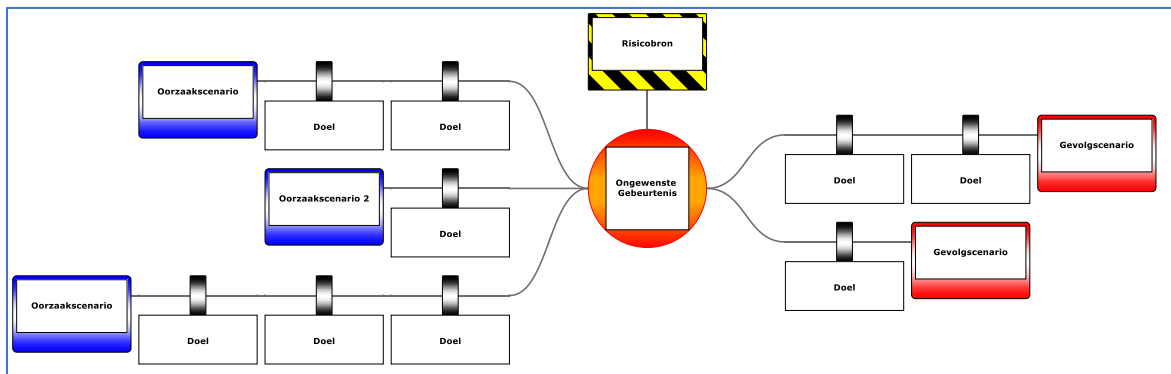 Risicobron
Oorzaakscenario
Doel
Doel
Oorzaakscenario 2
Doel
Oorzaakscenario
Doel
Doel
Doel
Ongewenste
Gebeurtenis
Doel
Doel
Gevolgscenario
Doel
Gevolgscenario